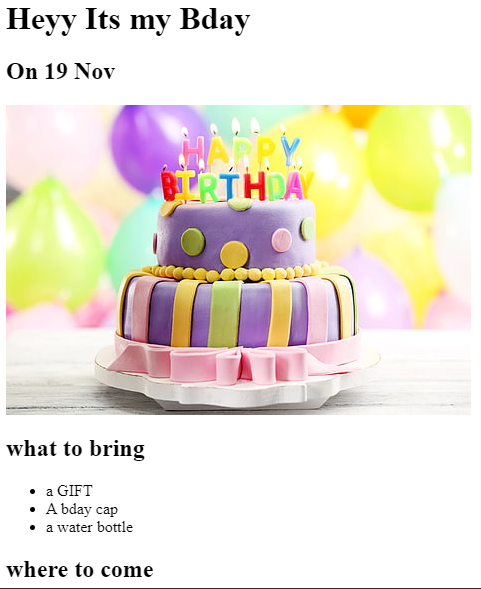 Heyy Its my Bday
On 19 Nov
HAPPY
BIRTHDAY
what to bring
a GIFT
A bday cap
a water bottle
where to come